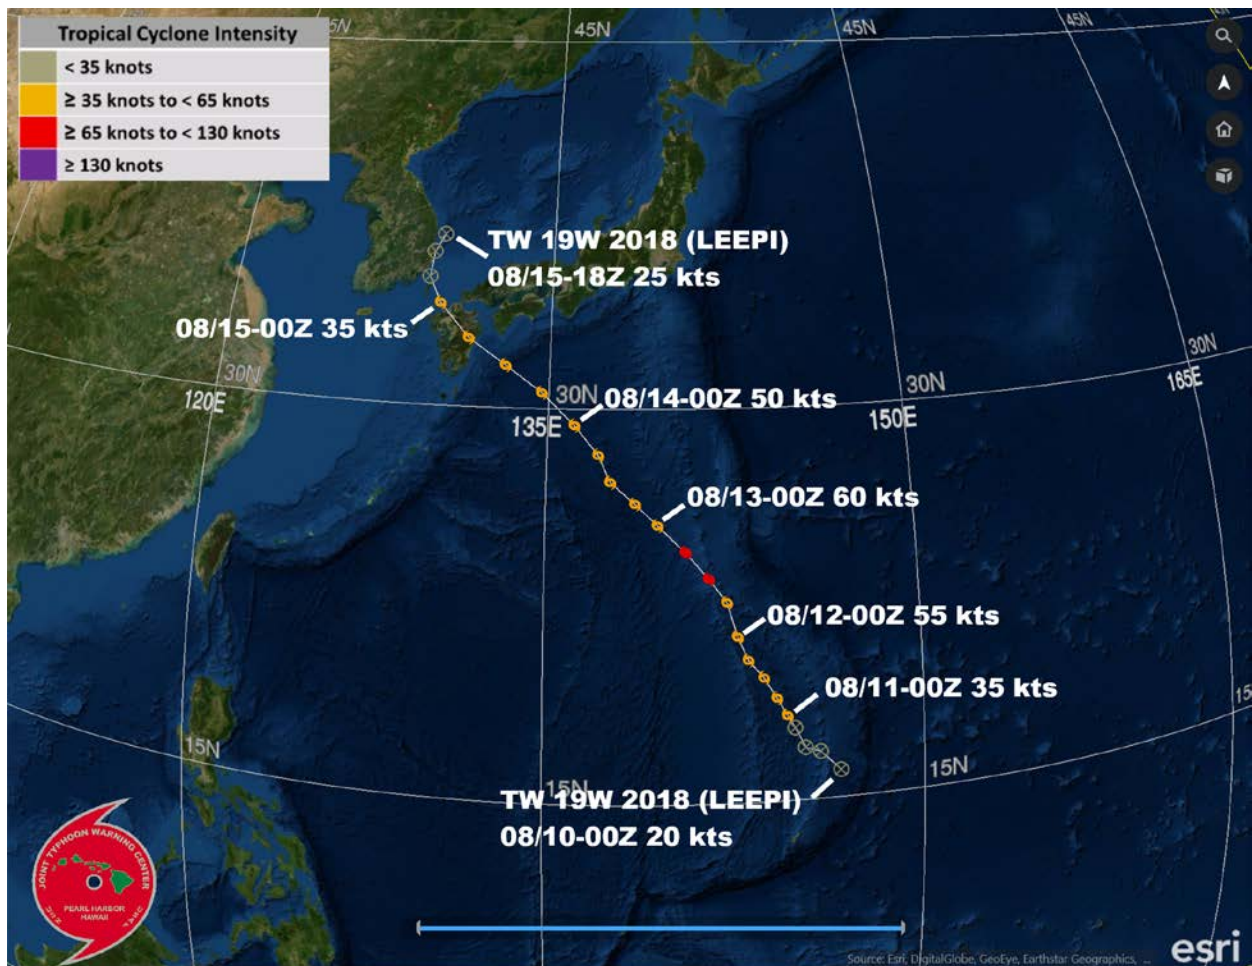 Tropical Cyclone Intensity
< 35 knots
≥ 35 knots to < 65 knots
≥ 65 knots to < 130 knots
≥ 130 knots
45N
45N
45N
TW 19W 2018 (LEEPI)
08/15-18Z 25 kts
08/15-00Z 35 kts
30N
120E
30N
135E
30N
150E
30N
165E
08/14-00Z 50 kts
08/13-00Z 60 kts
08/12-00Z 55 kts
08/11-00Z 35 kts
15N
15N
15N
15
TW 19W 2018 (LEEPI)
08/10-00Z 20 kts
JOINT TYPHOON WARNING CENTER
PEARL HARBOR
HAWAII
esri
Source: Esri, DigitalGlobe, GeoEye, Earthstar Geographics, ...